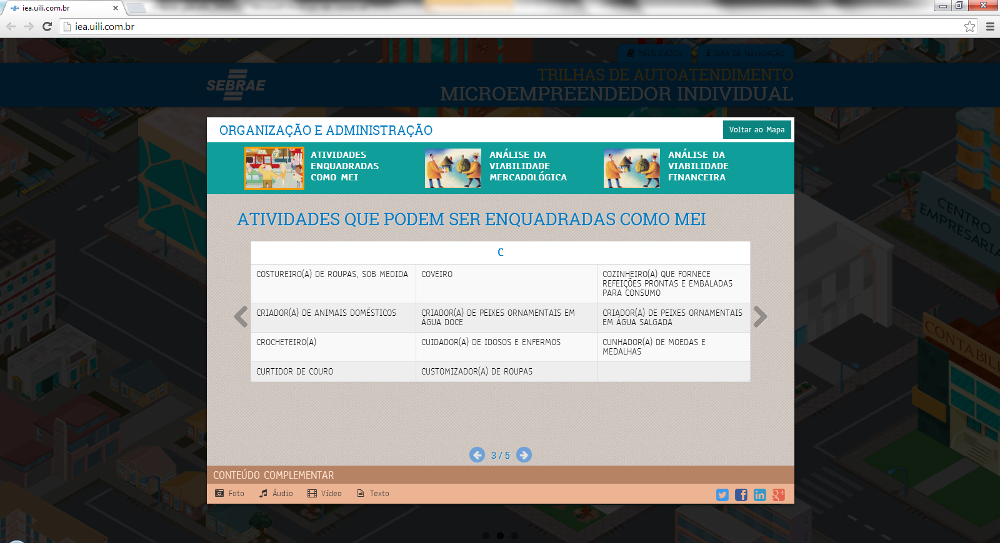 iea.uili.com.br
iea.uili.com.br
MEUS DADOS
GUIA DE NAVEGAÇÃO
SEBRAE
TRILHAS DE AUTOATENDIMENTO
MICROEMPREENDEDOR INDIVIDUAL
ORGANIZAÇÃO E ADMINISTRAÇÃO
Voltar ao Mapa
ATIVIDADES
ENQUADRADAS
COMO MEI
ANÁLISE DA
VIABILIDADE
MERCADOLÓGICA
ANÁLISE DA
VIABILIDADE
FINANCEIRA
ATIVIDADES QUE PODEM SER ENQUADRADAS COMO MEI
C
COSTUREIRO(A) DE ROUPAS, SOB MEDIDA
COVEIRO
COZINHEIRO(A) QUE FORNECE
REFEIÇÕES PRONTAS E EMBALADAS
PARA CONSUMO
CRIADOR(A) DE ANIMAIS DOMÉSTICOS
CRIADOR(A) DE PEIXES ORNAMENTAIS EM
ÁGUA DOCE
CRIADOR(A) DE PEIXES ORNAMENTAIS
EM ÁGUA SALGADA
CROCHETEIRO(A)
CUIDADOR(A) DE IDOSOS E ENFERMOS
CUNHADOR(A) DE MOEDAS E
MEDALHAS
CURTIDOR DE COURO
CUSTOMIZADOR(A) DE ROUPAS
3 / 5
CONTEÚDO COMPLEMENTAR
Foto
Áudio
Vídeo
Texto
CENTRO
EMPRESARIA
CONTABILI